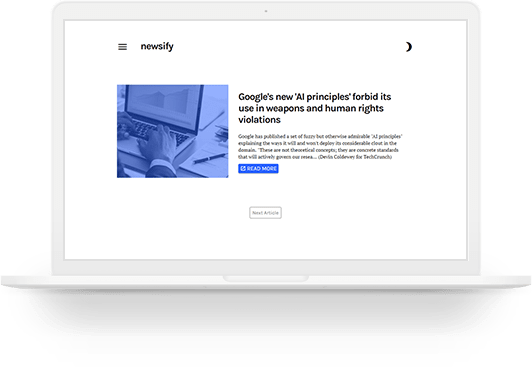 newsify
Google's new 'AI principles' forbid its
use in weapons and human rights
violations
Google has published a set of fuzzy but otherwise admirable "AI principles"
explaining the ways it will and won't deploy its considerable clout in the
domain. "These are not theoretical concepts; they are concrete standards
that will actively govern our resea... (Devin Coldewey for TechCrunch)
READ MORE
Next Article